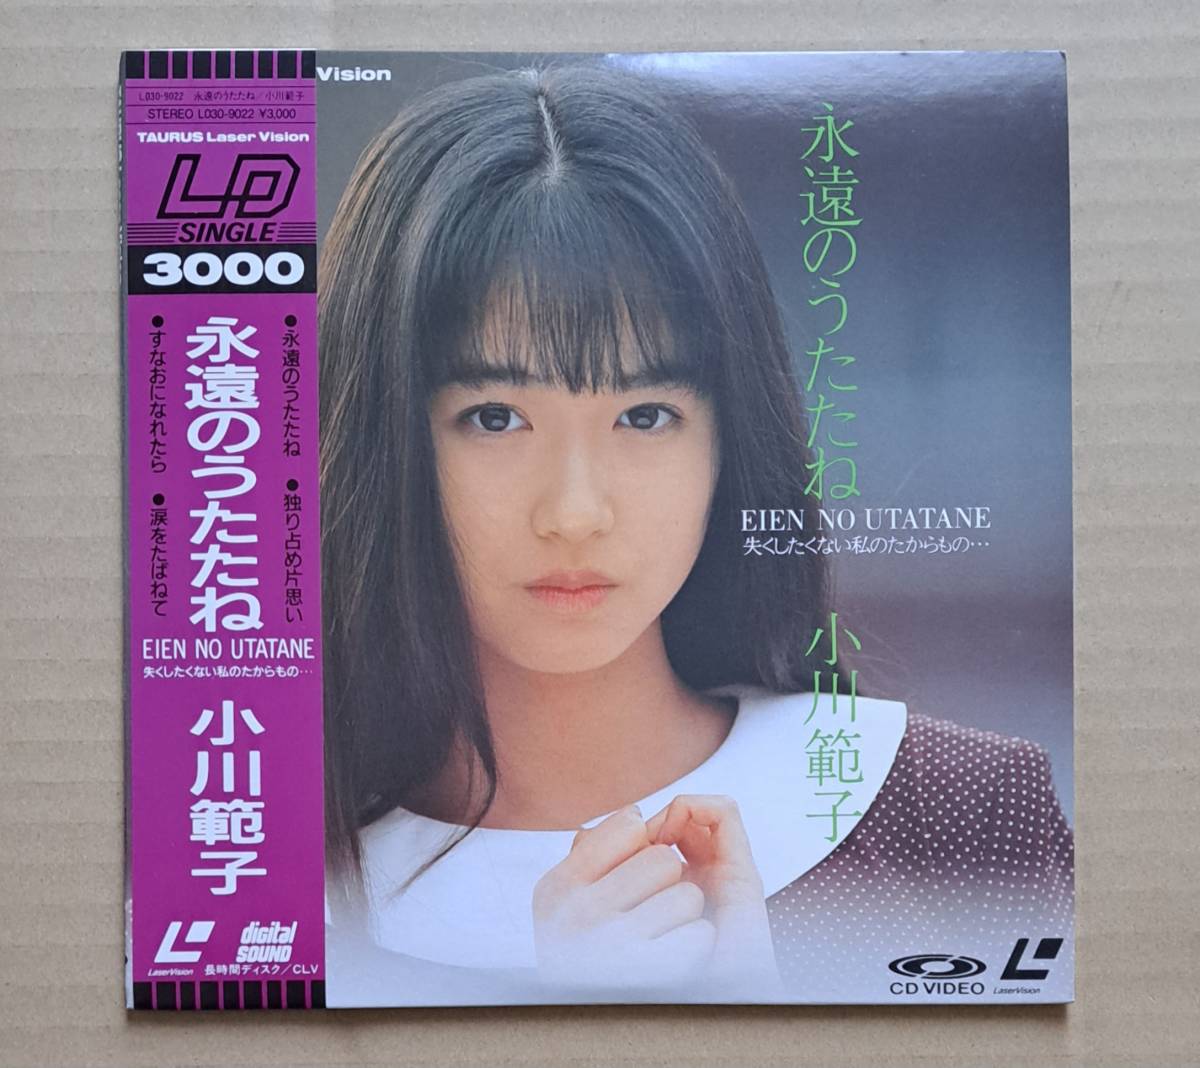 LO30-9022 永遠のうたたね/小川範子
STEREO LO30-9022 ¥3,000
TAURUS Laser Vision
LD
SINGLE
3000
●永遠のうたたね ●独り占め片思い
●すなおになれたら ●涙をたばねて
永遠のうたたね
EIEN NO UTATANE
失くしたくない私のたからもの…
小川範子
LaserVision
digital SOUND
長時間ディスク/CLV
Vision
永遠のうたたね
EIEN NO UTATANE
失くしたくない私のたからもの…
小川範子
CD VIDEO
LaserVision